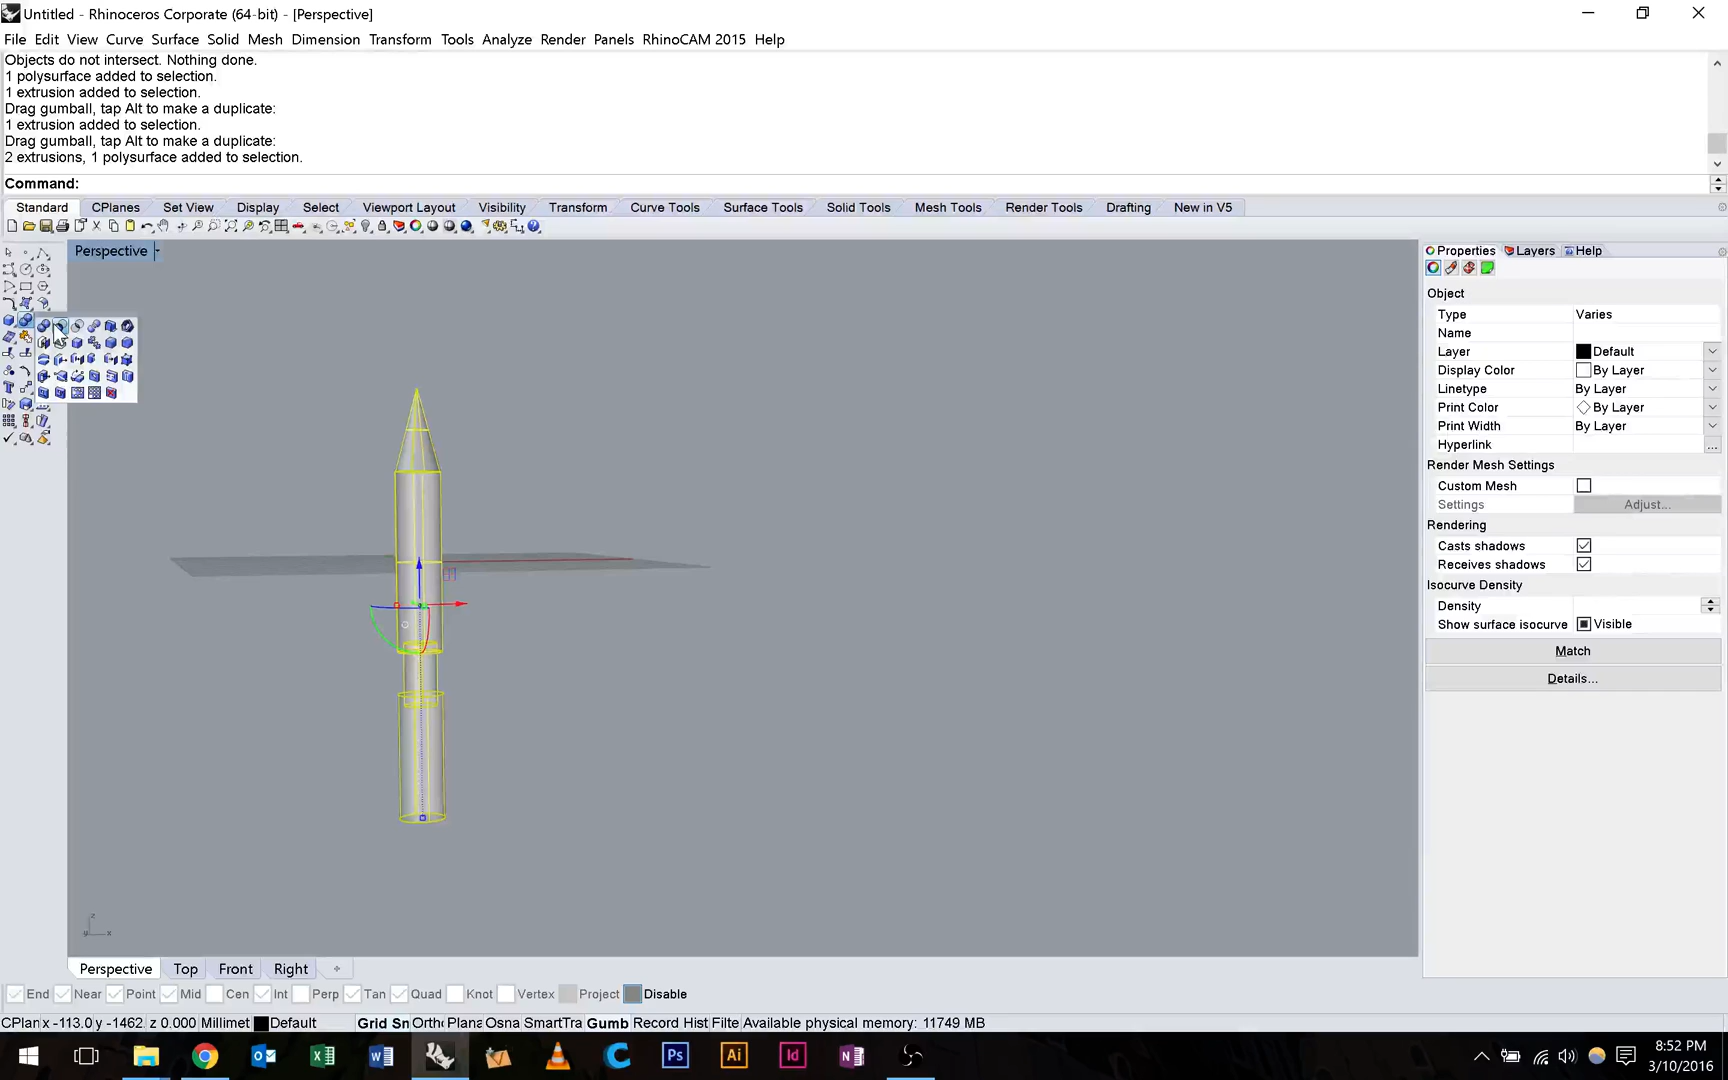 Untitled - Rhinoceros Corporate (64-bit) - [Perspective]
File Edit View Curve Surface Solid Mesh Dimension Transform Tools Analyze Render Panels RhinoCAM 2015 Help
Objects do not intersect. Nothing done.
1 polysurface added to selection.
1 extrusion added to selection.
Drag gumball, tap Alt to make a duplicate:
1 extrusion added to selection.
Drag gumball, tap Alt to make a duplicate:
2 extrusions, 1 polysurface added to selection.
Command:
Standard CPlanes Set View Display Select Viewport Layout Visibility Transform Curve Tools Surface Tools Solid Tools Mesh Tools Render Tools Drafting New in V5
Perspective
Properties Layers Help
Object
Type Varies
Name
Layer Default
Display Color By Layer
Linetype By Layer
Print Color By Layer
Print Width By Layer
Hyperlink ...
Render Mesh Settings
Custom Mesh
Settings Adjust...
Rendering
Casts shadows
Receives shadows
Isocurve Density
Density
Show surface isocurve Visible
Match
Details...
z
y x
Perspective Top Front Right
End Near Point Mid Cen Int Perp Tan Quad Knot Vertex Project Disable
CPlan x -113.0 y -1462. z 0.000 Millimet Default Grid Sn Ortho Plana Osna SmartTra Gumb Record Hist Filte Available physical memory: 11749 MB
Ps Ai Id
8:52 PM
3/10/2016